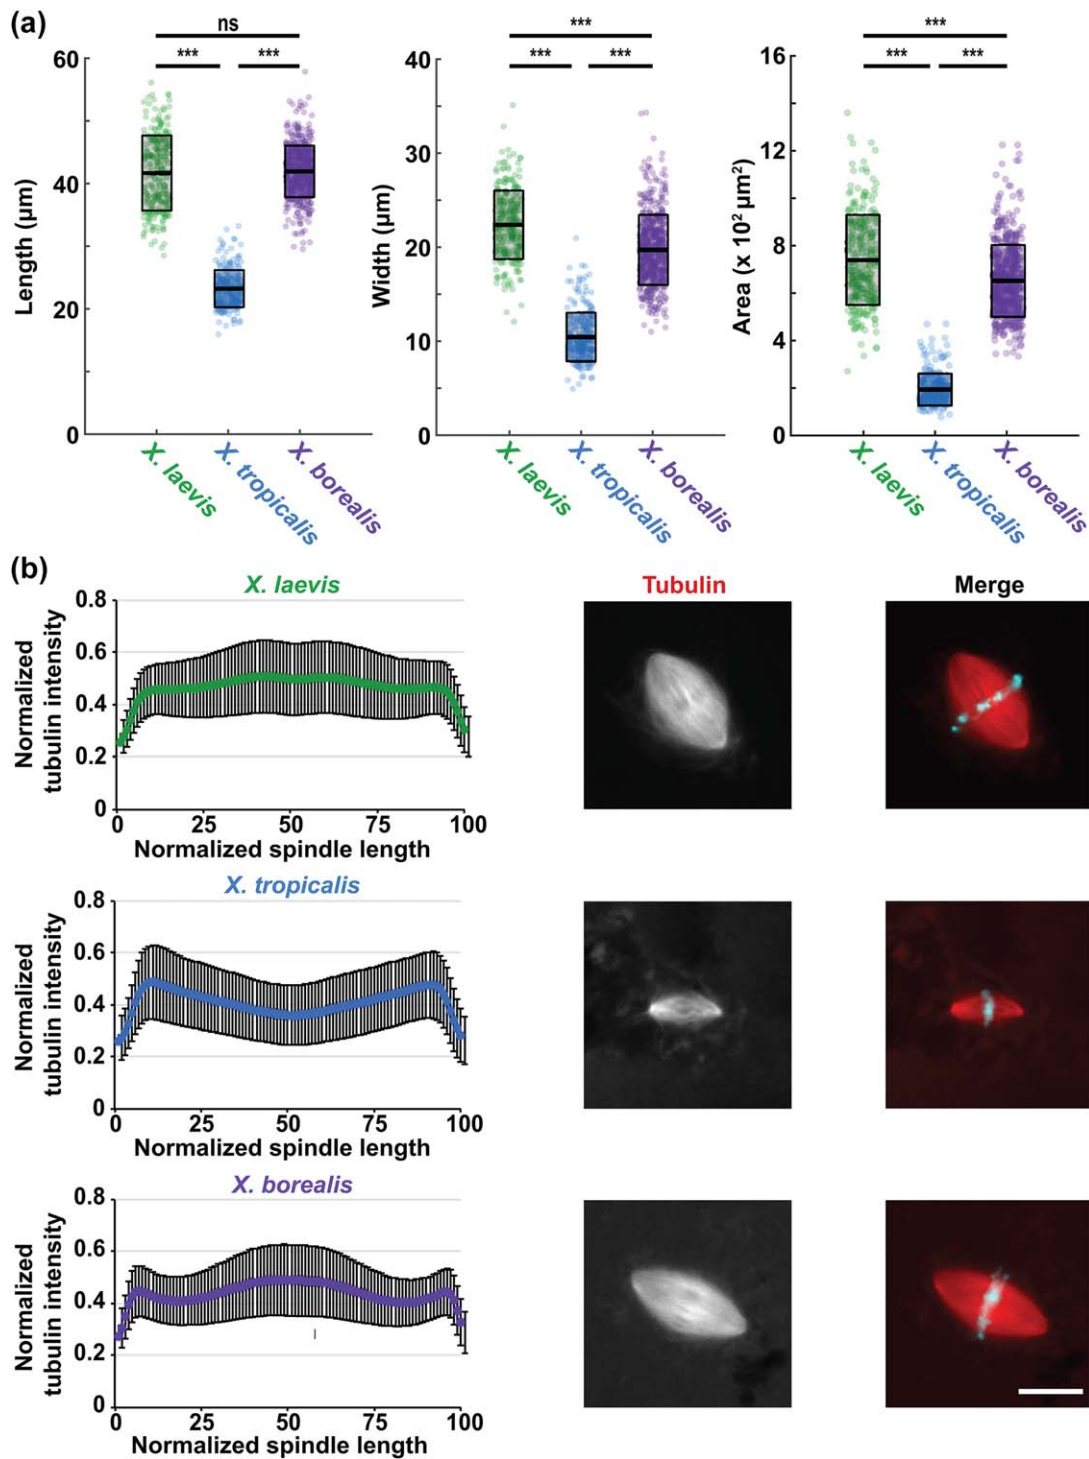 (a)
ns
*** ***
60
40
20
0
Length (µm)
X. laevis
X. tropicalis
X. borealis
***
*** ***
40
30
20
10
0
Width (µm)
X. laevis
X. tropicalis
X. borealis
***
*** ***
16
12
8
4
0
Area (x 10² µm²)
X. laevis
X. tropicalis
X. borealis
(b)
X. laevis
Tubulin
Merge
Normalized
tubulin intensity
0.8
0.6
0.4
0.2
0
0 25 50 75 100
Normalized spindle length
X. tropicalis
Normalized
tubulin intensity
0.8
0.6
0.4
0.2
0
0 25 50 75 100
Normalized spindle length
X. borealis
Normalized
tubulin intensity
0.8
0.6
0.4
0.2
0
0 25 50 75 100
Normalized spindle length